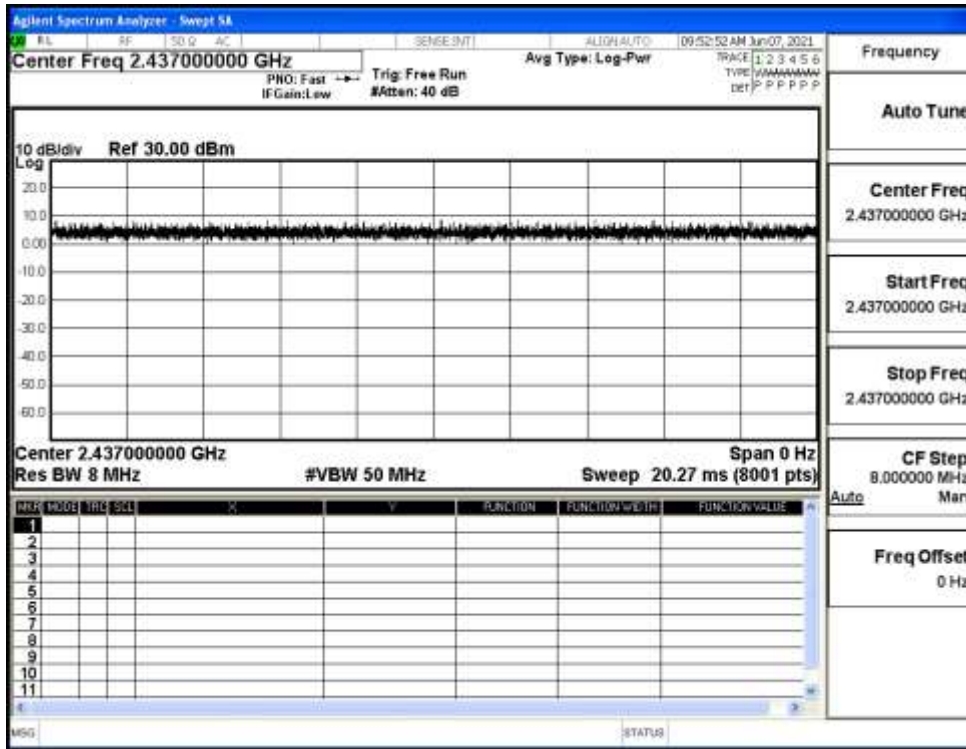 Agilent Spectrum Analyzer - Swept SA
RL RF 50 Ω AC SENSE:INT ALIGN AUTO 09:52:52 AM Jun 07, 2021
Center Freq 2.437000000 GHz
PNO: Fast
IFGain:Low
Trig: Free Run
#Atten: 40 dB
Avg Type: Log-Pwr
TRACE 1 2 3 4 5 6
TYPE
DET P P P P P P
10 dB/div Ref 30.00 dBm
Log
20.0
10.0
0.00
-10.0
-20.0
-30.0
-40.0
-50.0
-60.0
Center 2.437000000 GHz Span 0 Hz
Res BW 8 MHz #VBW 50 MHz Sweep 20.27 ms (8001 pts)
MKR MODE TRC SCL X Y FUNCTION FUNCTION WIDTH FUNCTION VALUE
1
2
3
4
5
6
7
8
9
10
11
MSG STATUS
Frequency
Auto Tune
Center Freq
2.437000000 GHz
Start Freq
2.437000000 GHz
Stop Freq
2.437000000 GHz
CF Step
8.000000 MHz
Auto Man
Freq Offset
0 Hz